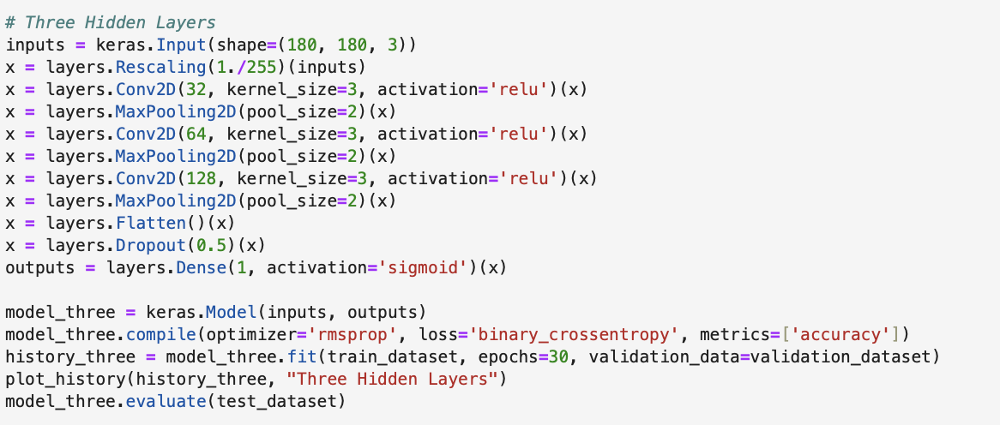 # Three Hidden Layers
inputs = keras.Input(shape=(180, 180, 3))
x = layers.Rescaling(1./255)(inputs)
x = layers.Conv2D(32, kernel_size=3, activation='relu')(x)
x = layers.MaxPooling2D(pool_size=2)(x)
x = layers.Conv2D(64, kernel_size=3, activation='relu')(x)
x = layers.MaxPooling2D(pool_size=2)(x)
x = layers.Conv2D(128, kernel_size=3, activation='relu')(x)
x = layers.MaxPooling2D(pool_size=2)(x)
x = layers.Flatten()(x)
x = layers.Dropout(0.5)(x)
outputs = layers.Dense(1, activation='sigmoid')(x)
model_three = keras.Model(inputs, outputs)
model_three.compile(optimizer='rmsprop', loss='binary_crossentropy', metrics=['accuracy'])
history_three = model_three.fit(train_dataset, epochs=30, validation_data=validation_dataset)
plot_history(history_three, "Three Hidden Layers")
model_three.evaluate(test_dataset)